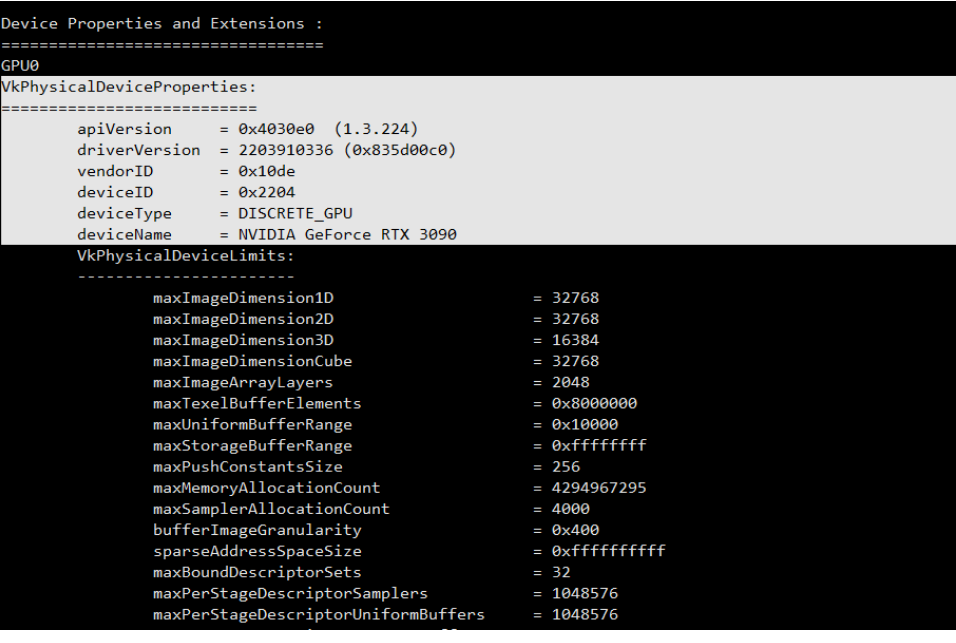 Device Properties and Extensions :
==================================
GPU0
VkPhysicalDeviceProperties:
===========================
apiVersion = 0x4030e0 (1.3.224)
driverVersion = 2203910336 (0x835d00c0)
vendorID = 0x10de
deviceID = 0x2204
deviceType = DISCRETE_GPU
deviceName = NVIDIA GeForce RTX 3090
VkPhysicalDeviceLimits:
-----------------------
maxImageDimension1D = 32768
maxImageDimension2D = 32768
maxImageDimension3D = 16384
maxImageDimensionCube = 32768
maxImageArrayLayers = 2048
maxTexelBufferElements = 0x8000000
maxUniformBufferRange = 0x10000
maxStorageBufferRange = 0xffffffff
maxPushConstantsSize = 256
maxMemoryAllocationCount = 4294967295
maxSamplerAllocationCount = 4000
bufferImageGranularity = 0x400
sparseAddressSpaceSize = 0xffffffffff
maxBoundDescriptorSets = 32
maxPerStageDescriptorSamplers = 1048576
maxPerStageDescriptorUniformBuffers = 1048576